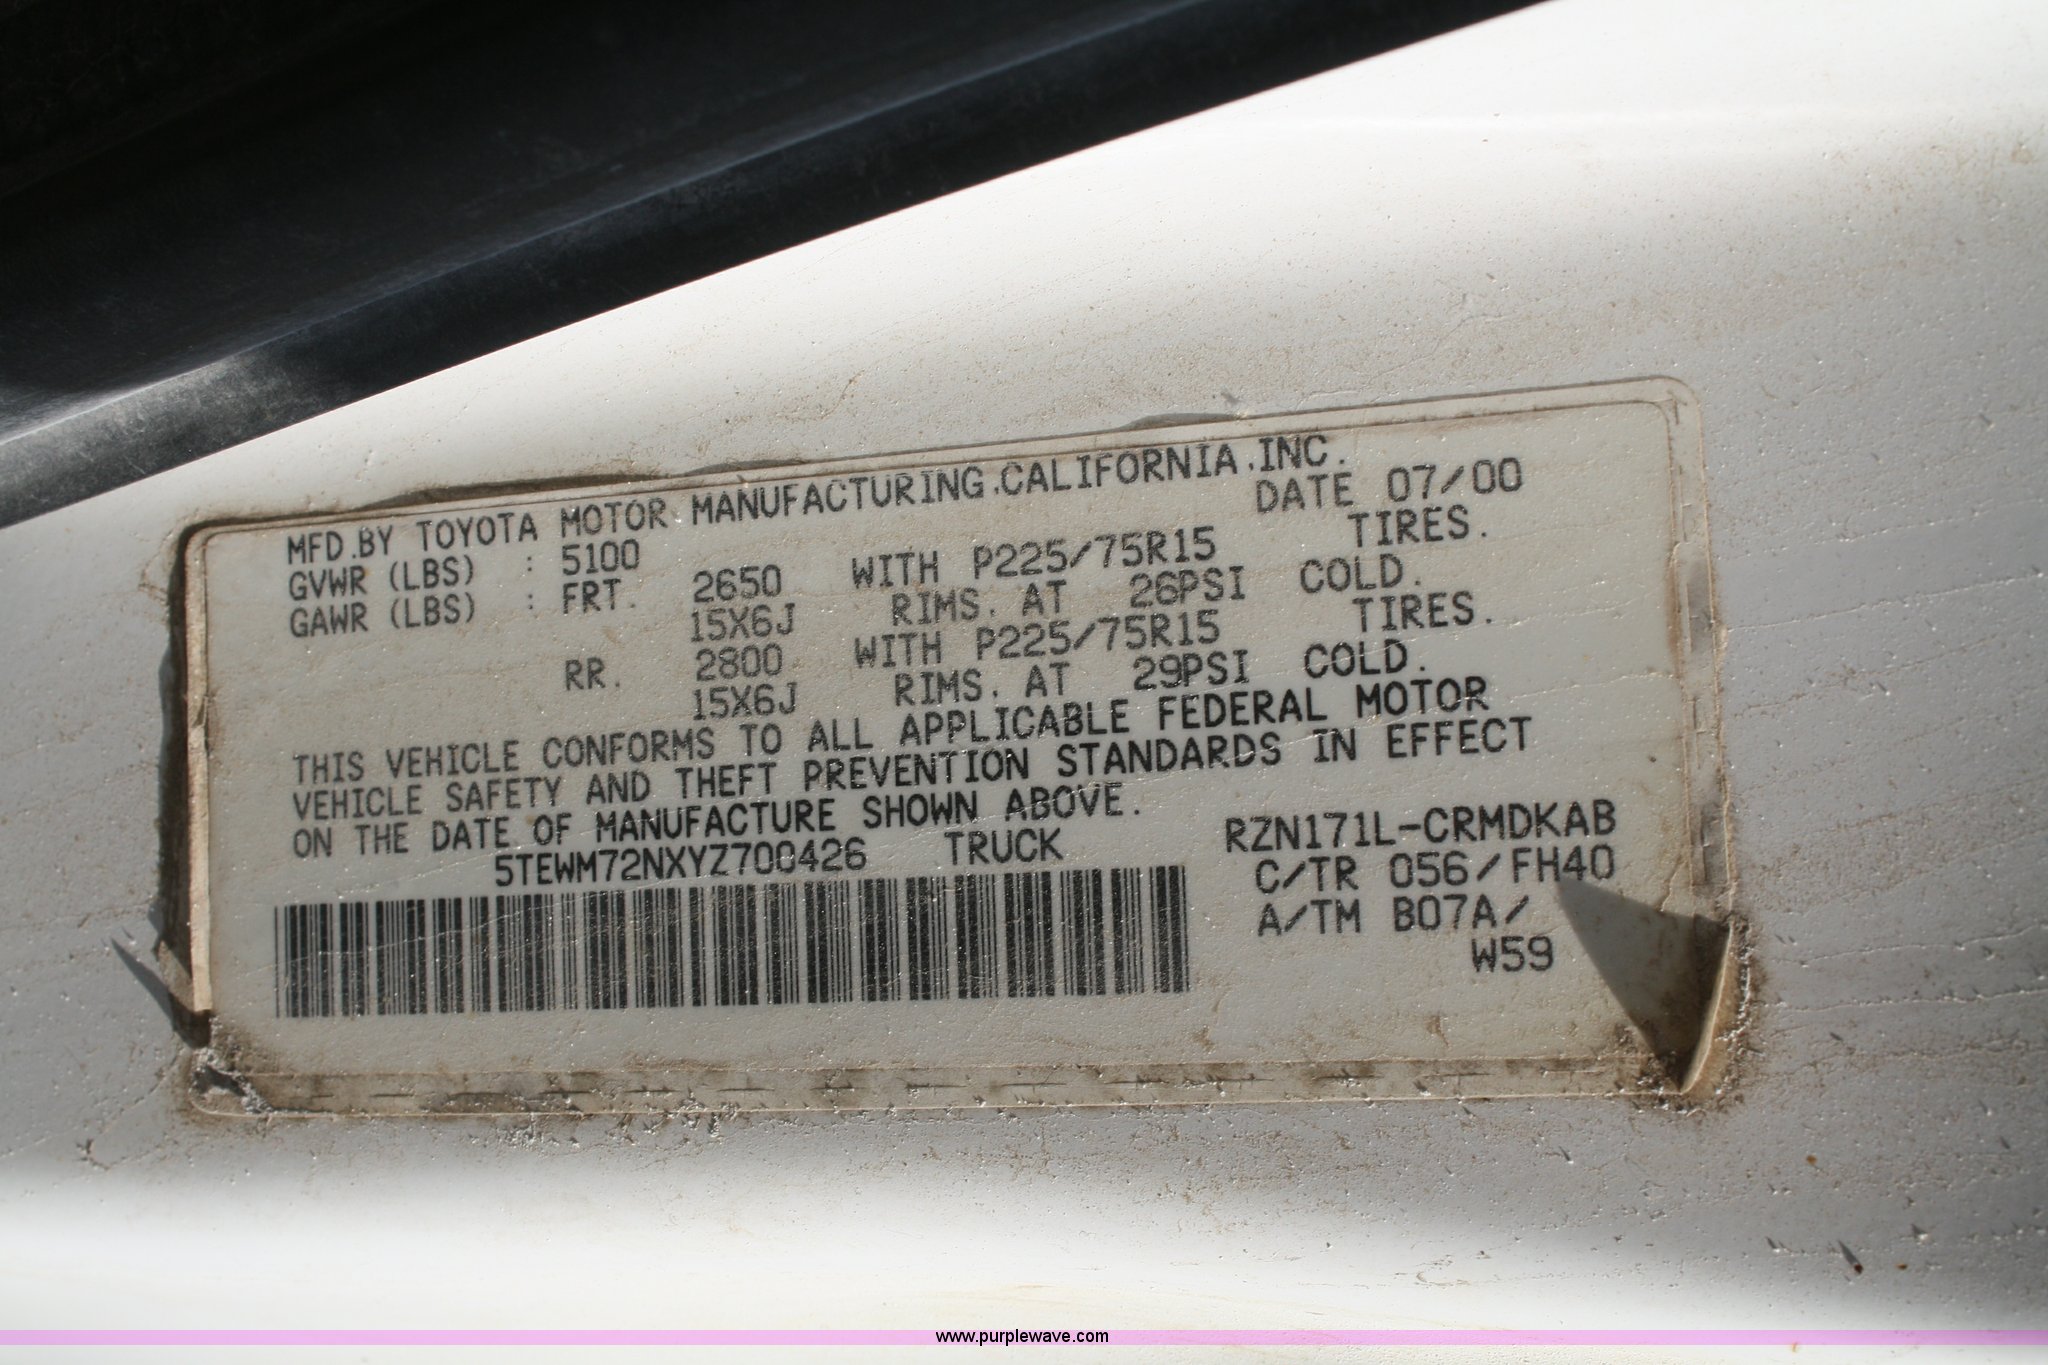 MFD.BY TOYOTA MOTOR MANUFACTURING.CALIFORNIA.INC.
GVWR (LBS) : 5100 DATE 07/00
GAWR (LBS) : FRT. 2650 WITH P225/75R15 TIRES.
15X6J RIMS. AT 26PSI COLD.
RR. 2800 WITH P225/75R15 TIRES.
15X6J RIMS. AT 29PSI COLD.
THIS VEHICLE CONFORMS TO ALL APPLICABLE FEDERAL MOTOR
VEHICLE SAFETY AND THEFT PREVENTION STANDARDS IN EFFECT
ON THE DATE OF MANUFACTURE SHOWN ABOVE.
5TEWM72NXYZ700426 TRUCK RZN171L-CRMDKAB
C/TR 056/FH40
A/TM B07A/
W59
www.purplewave.com